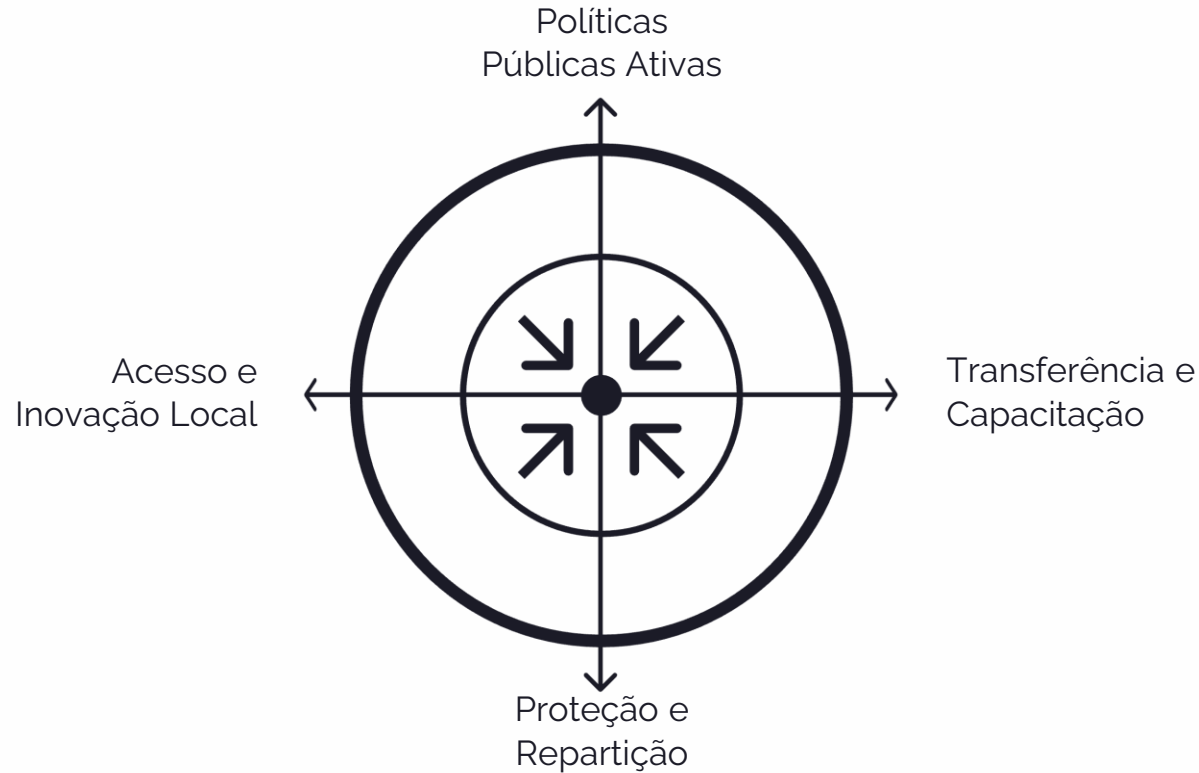 Políticas
Públicas Ativas
Acesso e
Inovação Local
Transferência e
Capacitação
Proteção e
Repartição